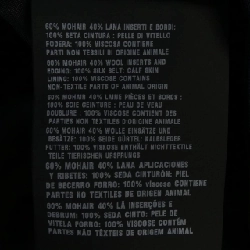 60% MOHAIR 40% LANA INSERTI E BORDI:
100% SETA CINTURA: PELLE DI VITELLO
FODERA: 100% VISCOSA CONTIENE
PARTI NON TESSILI DI ORIGINE ANIMALE
60% MOHAIR 40% WOOL INSERTS AND
EDGING: 100% SILK BELT: CALF SKIN
LINING: 100% VISCOSE CONTAINS
NON-TEXTILE PARTS OF ANIMAL ORIGIN
60% MOHAIR 40% LAINE PIÈCES ET BORDS:
100% SOIE CEINTURE: PEAU DE VEAU
DOUBLURE: 100% VISCOSE CONTIENT DES
PARTIES NON TEXTILES D'ORIGINE ANIMALE
60% MOHAIR 40% WOLLE EINSÄTZE UND
100% SEIDE
FUTTER: 100% VISKOSE ENTHÄLT NICHTTEXTILE
TEILE TIERISCHEN URSPRUNGS
60% MOHAIR 40% LANA APLICACIONES
Y RIBETES: 100% SEDA CINTURÓN: PIEL
DE BECERRO FORRO: 100% VISCOSA CONTIENE
PARTES NO TEXTILES DE ORIGEN ANIMAL
60% MOHAIR 40% LÃ INSERÇÕES E
DEBRUM: 100% SEDA CINTO: PELE DE
VITELA FORRO: 100% VISCOSE CONTÉM
PARTES NÃO TÊXTEIS DE ORIGEM ANIMAL